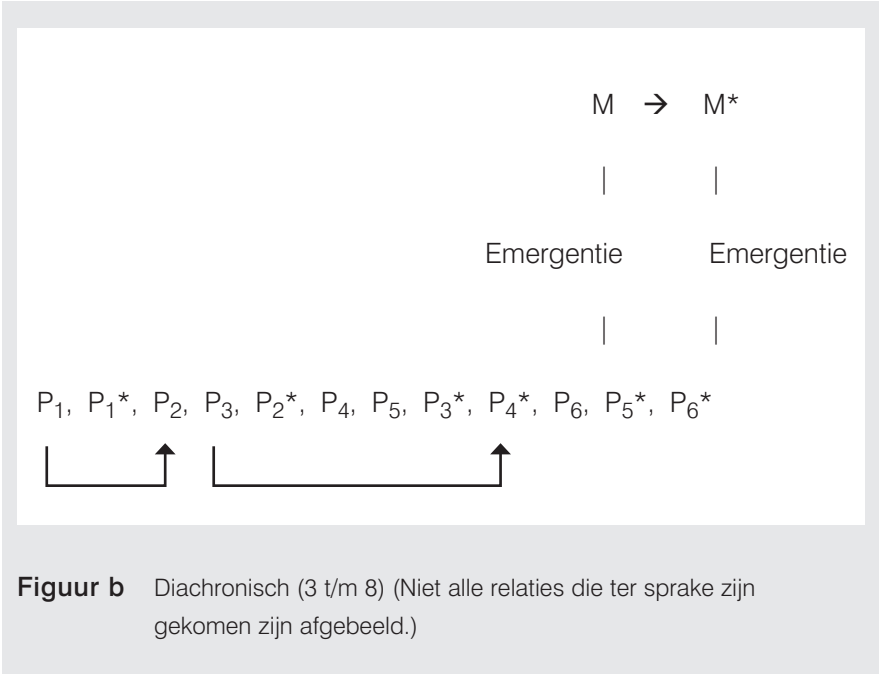 M → M*
| |
Emergentie Emergentie
| |
P₁, P₁*, P₂, P₃, P₂*, P₄, P₅, P₃*, P₄*, P₆, P₅*, P₆*
Figuur b Diachronisch (3 t/m 8) (Niet alle relaties die ter sprake zijn
gekomen zijn afgebeeld.)